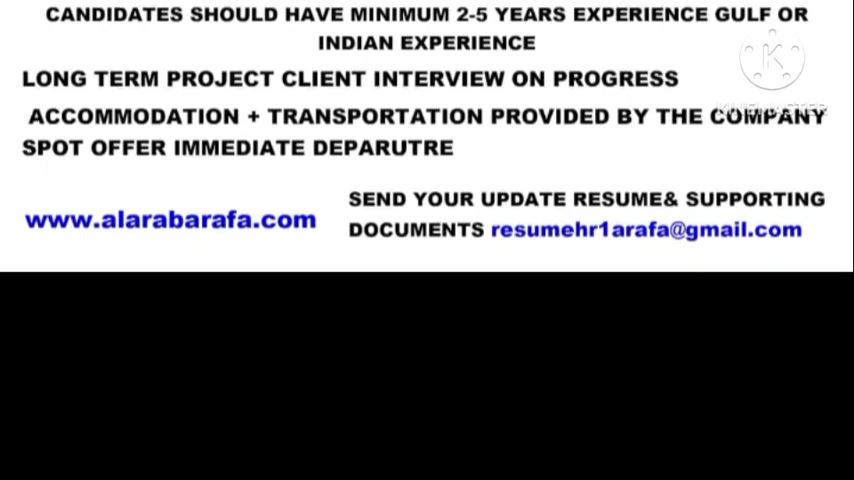 CANDIDATES SHOULD HAVE MINIMUM 2-5 YEARS EXPERIENCE GULF OR
INDIAN EXPERIENCE
LONG TERM PROJECT CLIENT INTERVIEW ON PROGRESS
ACCOMMODATION + TRANSPORTATION PROVIDED BY THE COMPANY
SPOT OFFER IMMEDIATE DEPARUTRE
www.alarabarafa.com
SEND YOUR UPDATE RESUME& SUPPORTING
DOCUMENTS resumehr1arafa@gmail.com
K
KINEMASTER